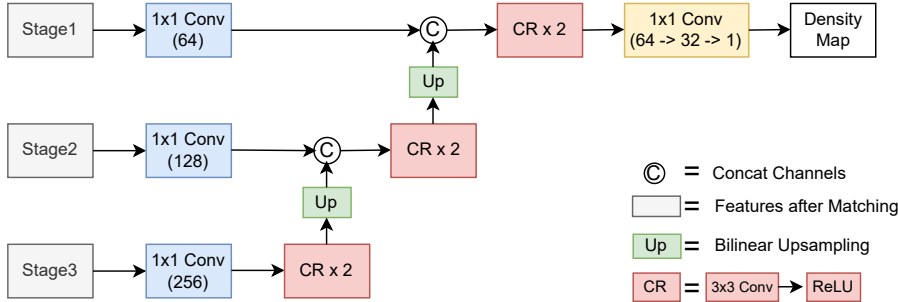 Stage1
1x1 Conv
(64)
C
CR x 2
1x1 Conv
(64 -> 32 -> 1)
Density
Map
Up
Stage2
1x1 Conv
(128)
C
CR x 2
Up
Stage3
1x1 Conv
(256)
CR x 2
C = Concat Channels
= Features after Matching
Up = Bilinear Upsampling
CR = 3x3 Conv ReLU